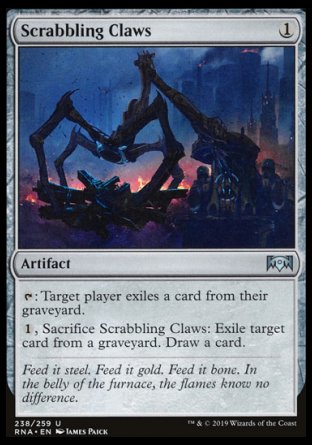 Scrabbling Claws 1
Artifact
: Target player exiles a card from their
graveyard.
1, Sacrifice Scrabbling Claws: Exile target
card from a graveyard. Draw a card.
Feed it steel. Feed it gold. Feed it bone. In
the belly of the furnace, the flames know no
difference.
238/259 U
RNA • EN JAMES PAICK
™ & © 2019 Wizards of the Coast